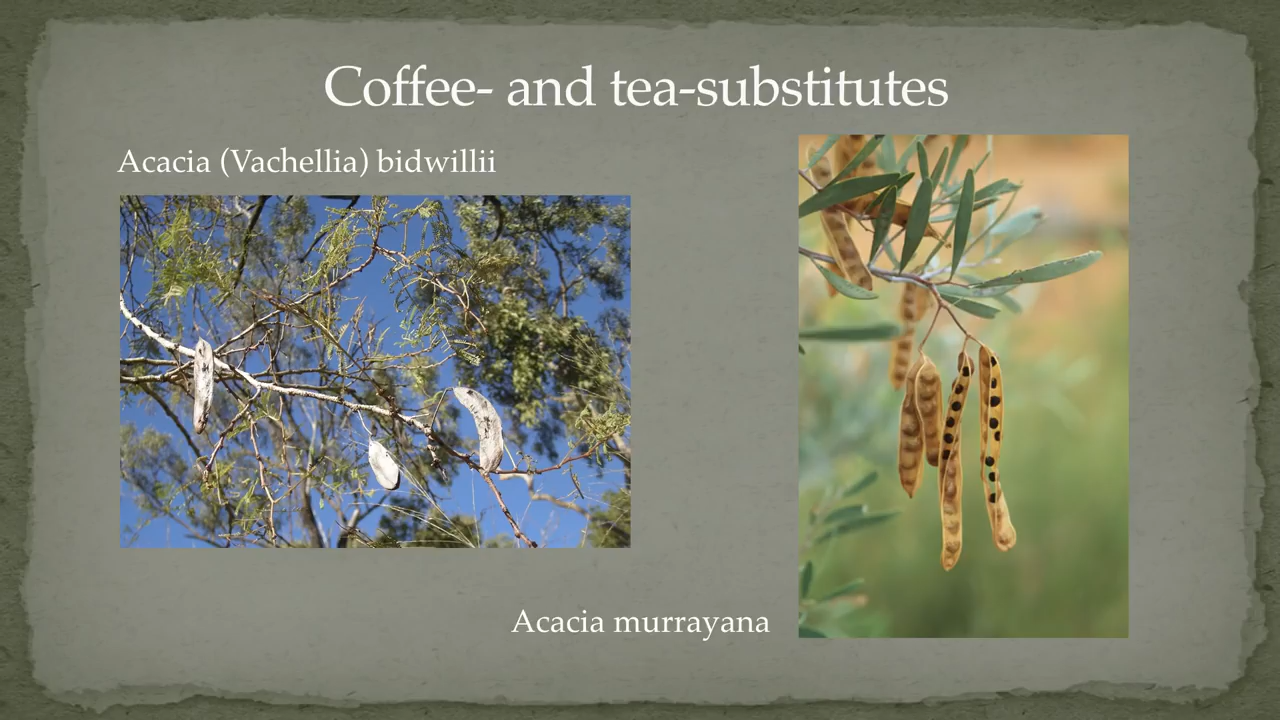 Coffee- and tea-substitutes
Acacia (Vachellia) bidwillii
Acacia murrayana